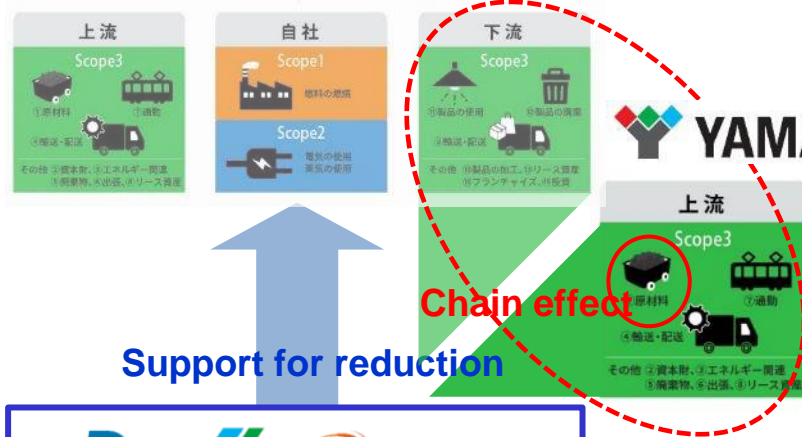 上流
自社
下流
Scope3
Scope1
Scope3
①原材料
⑦通勤
燃料の燃焼
⑪製品の使用
⑫製品の廃棄
④輸送・配送
Scope2
⑨輸送・配送
電気の使用
蒸気の使用
その他 ②資本財、③エネルギー関連
⑤廃棄物、⑥出張、⑧リース資産
その他 ⑩製品の加工、⑬リース資産
⑭フランチャイズ、⑮投資
YAMA
上流
Scope3
原材料
⑦通勤
Chain effect
④輸送・配送
その他 ②資本財、③エネルギー関連
⑤廃棄物、⑥出張、⑧リース資産
Support for reduction